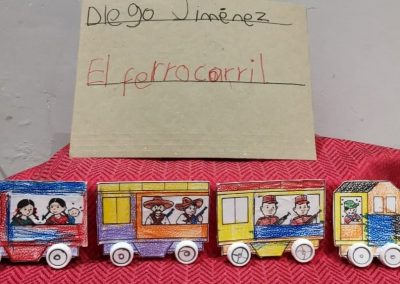 DIego Jiménez
El ferrocarril